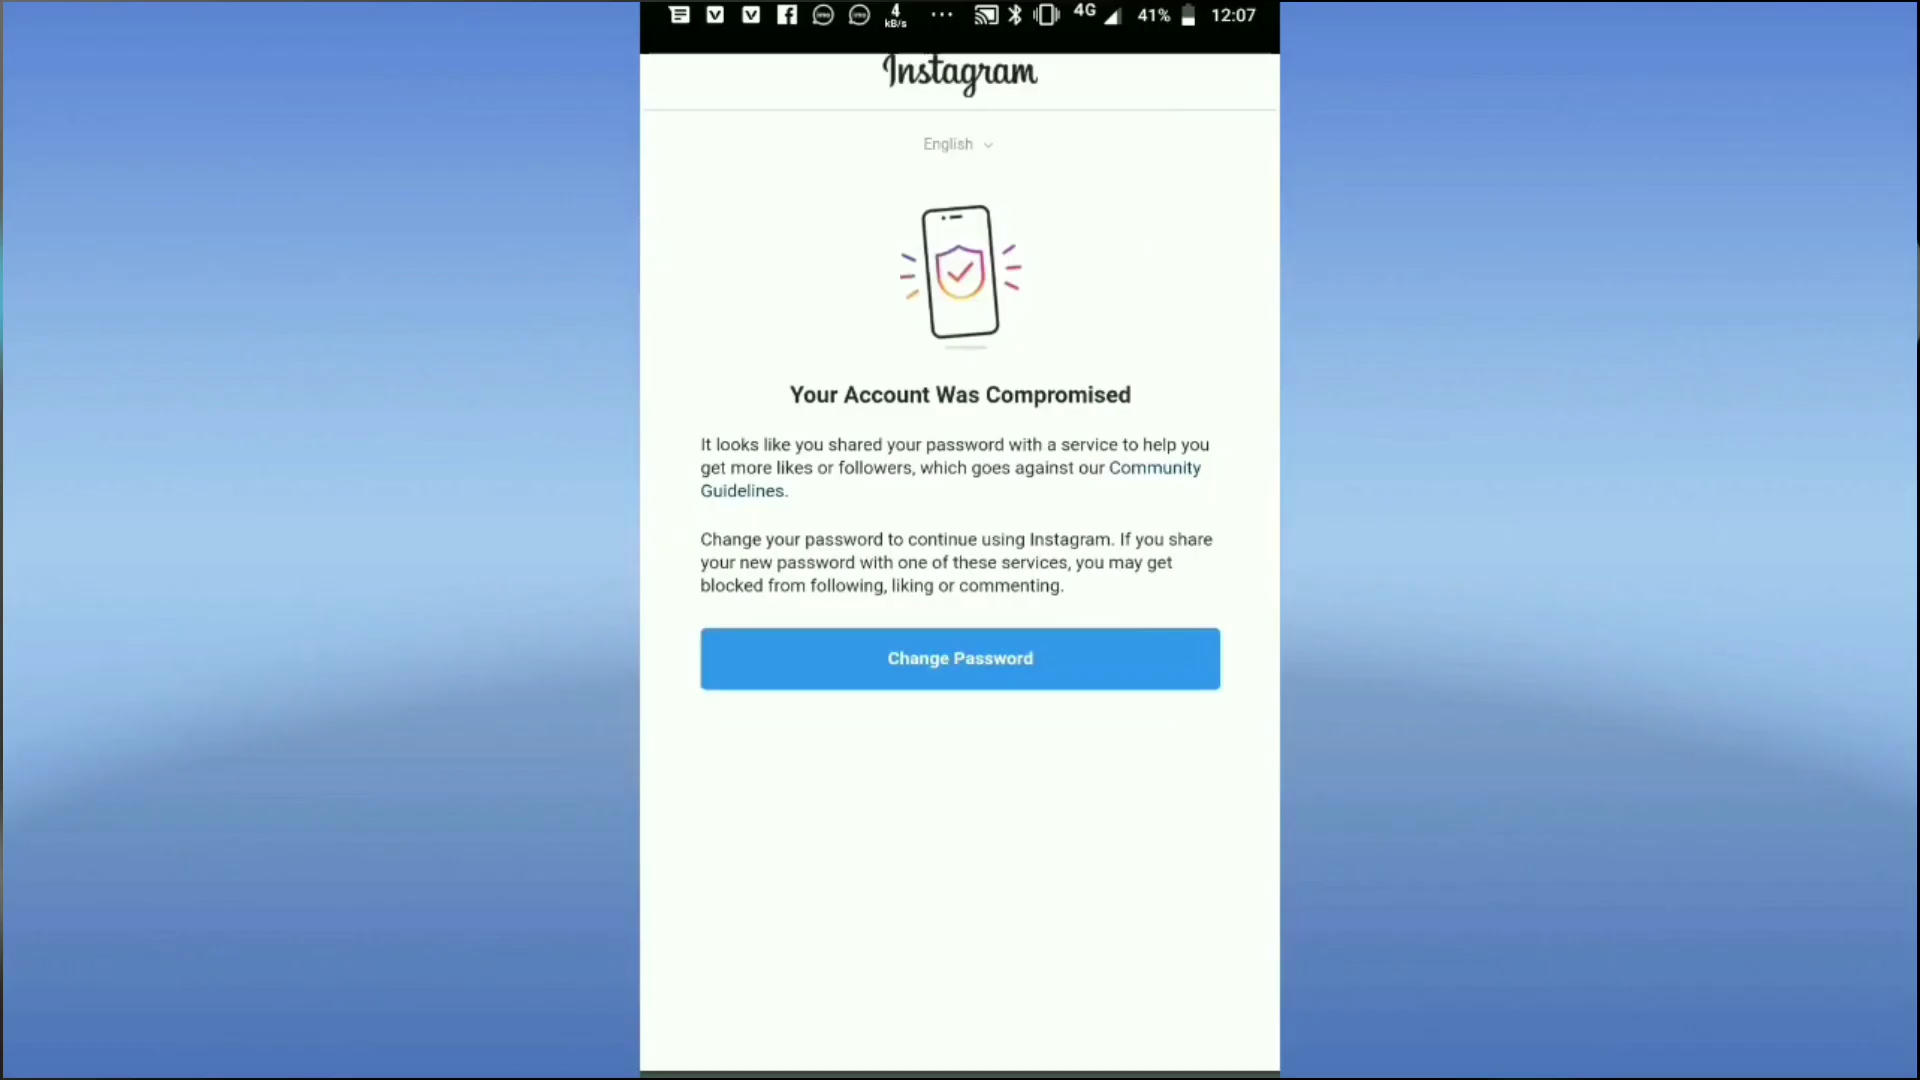 4 kB/s ... 4G 41% 12:07
Instagram
English
Your Account Was Compromised
It looks like you shared your password with a service to help you
get more likes or followers, which goes against our Community
Guidelines.
Change your password to continue using Instagram. If you share
your new password with one of these services, you may get
blocked from following, liking or commenting.
Change Password